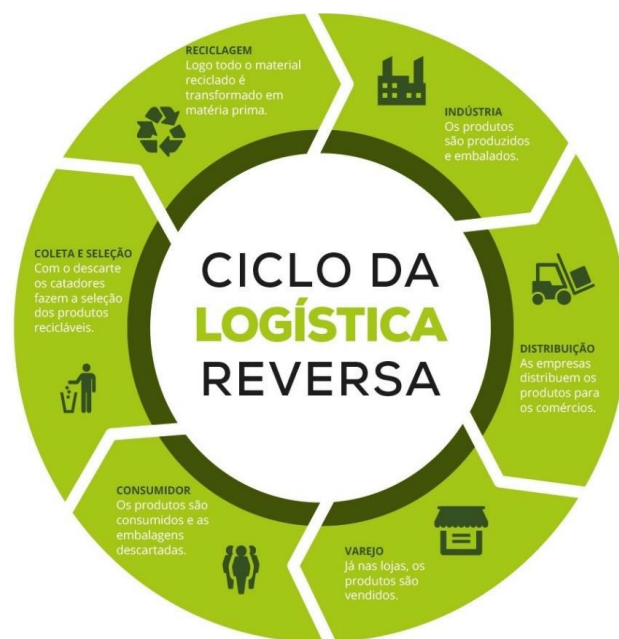 CICLO DA
LOGÍSTICA
REVERSA
INDÚSTRIA
Os produtos
são produzidos
e embalados.
DISTRIBUIÇÃO
As empresas
distribuem os
produtos para
os comércios.
VAREJO
Já nas lojas, os
produtos são
vendidos.
CONSUMIDOR
Os produtos são
consumidos e as
embalagens
descartadas.
COLETA E SELEÇÃO
Com o descarte
os catadores
fazem a seleção
dos produtos
recicláveis.
RECICLAGEM
Logo todo o material
reciclado é
transformado em
matéria prima.